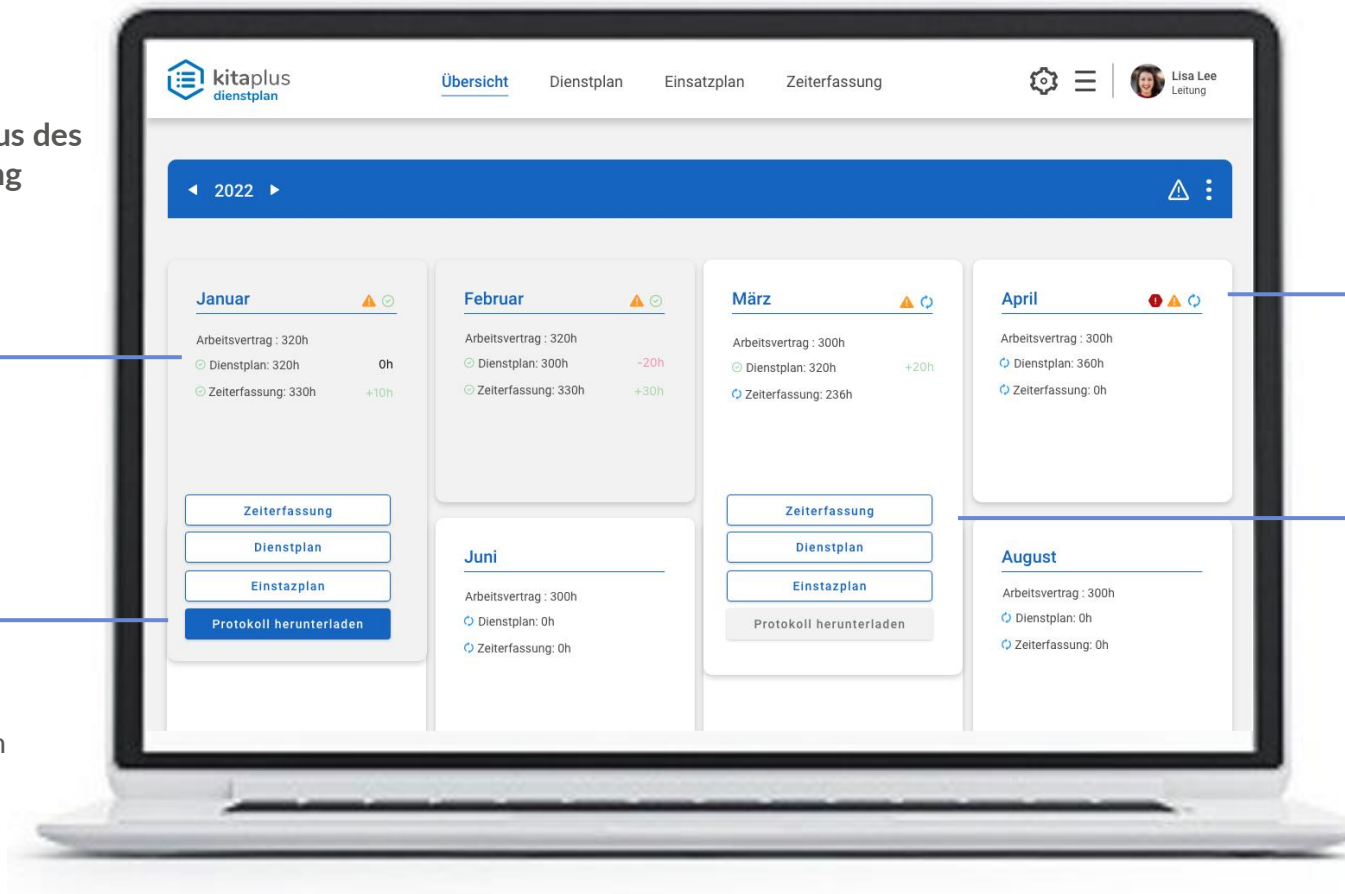 us des
ng
n
kitaplus
dienstplan
Übersicht Dienstplan Einsatzplan Zeiterfassung
Lisa Lee
Leitung
2022
Januar
Arbeitsvertrag : 320h
Dienstplan: 320h 0h
Zeiterfassung: 330h +10h
Zeiterfassung
Dienstplan
Einstazplan
Protokoll herunterladen
Februar
Arbeitsvertrag : 320h
Dienstplan: 300h -20h
Zeiterfassung: 330h +30h
März
Arbeitsvertrag : 300h
Dienstplan: 320h +20h
Zeiterfassung: 236h
Zeiterfassung
Dienstplan
Einstazplan
Protokoll herunterladen
April
Arbeitsvertrag : 300h
Dienstplan: 360h
Zeiterfassung: 0h
Juni
Arbeitsvertrag : 300h
Dienstplan: 0h
Zeiterfassung: 0h
August
Arbeitsvertrag : 300h
Dienstplan: 0h
Zeiterfassung: 0h